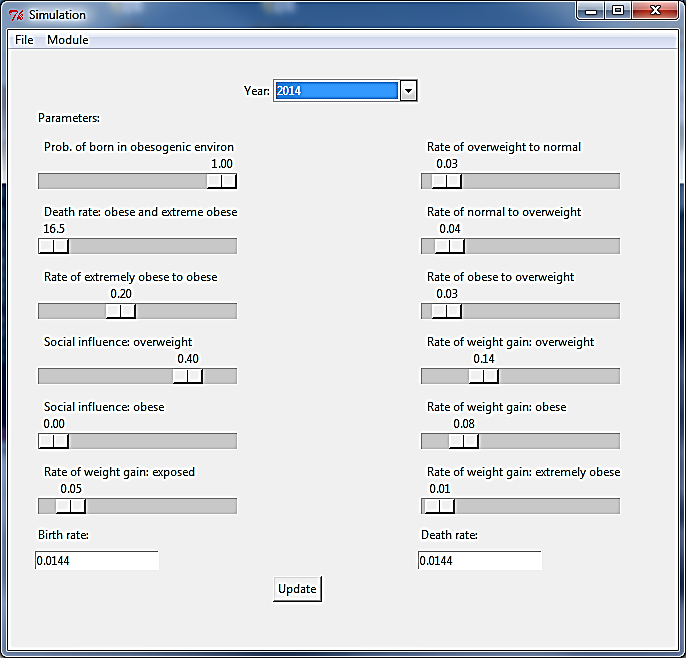 Simulation
File Module
Year: 2014
Parameters:
Prob. of born in obesogenic environ
1.00
Rate of overweight to normal
0.03
Death rate: obese and extreme obese
16.5
Rate of normal to overweight
0.04
Rate of extremely obese to obese
0.20
Rate of obese to overweight
0.03
Social influence: overweight
0.40
Rate of weight gain: overweight
0.14
Social influence: obese
0.00
Rate of weight gain: obese
0.08
Rate of weight gain: exposed
0.05
Rate of weight gain: extremely obese
0.01
Birth rate:
0.0144
Death rate:
0.0144
Update